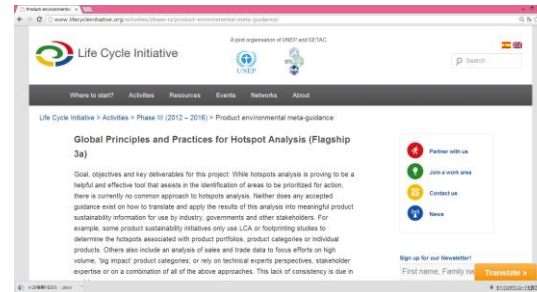 Product environmental
www.lifecycleinitiative.org/activities/phase-iii/product-environmental-meta-guidance/
A joint organisation of UNEP and SETAC
Life Cycle Initiative
UNEP
Search
Where to start? Activities Resources Events Networks About
Life Cycle Initiative > Activities > Phase III (2012 – 2016) > Product environmental meta-guidance
Global Principles and Practices for Hotspot Analysis (Flagship
3a)
Goal, objectives and key deliverables for this project: While hotspots analysis is proving to be a
helpful and effective tool that assists in the identification of areas to be prioritized for action,
there is currently no common approach to hotspots analysis. Neither does any accepted
guidance exist on how to translate and apply the results of this analysis into meaningful product
sustainability information for use by industry, governments and other stakeholders. For
example, some product sustainability initiatives only use LCA or footprinting studies to
determine the hotspots associated with product portfolios, product categories or individual
products. Others also include an analysis of sales and trade data to focus efforts on high
volume, 'big impact' product categories; or rely on technical experts perspectives, stakeholder
expertise or on a combination of all of the above approaches. This lack of consistency is due in
Partner with us
Join a work area
Contact us
News
Sign up for our Newsletter!
First name, Family na
Translate »